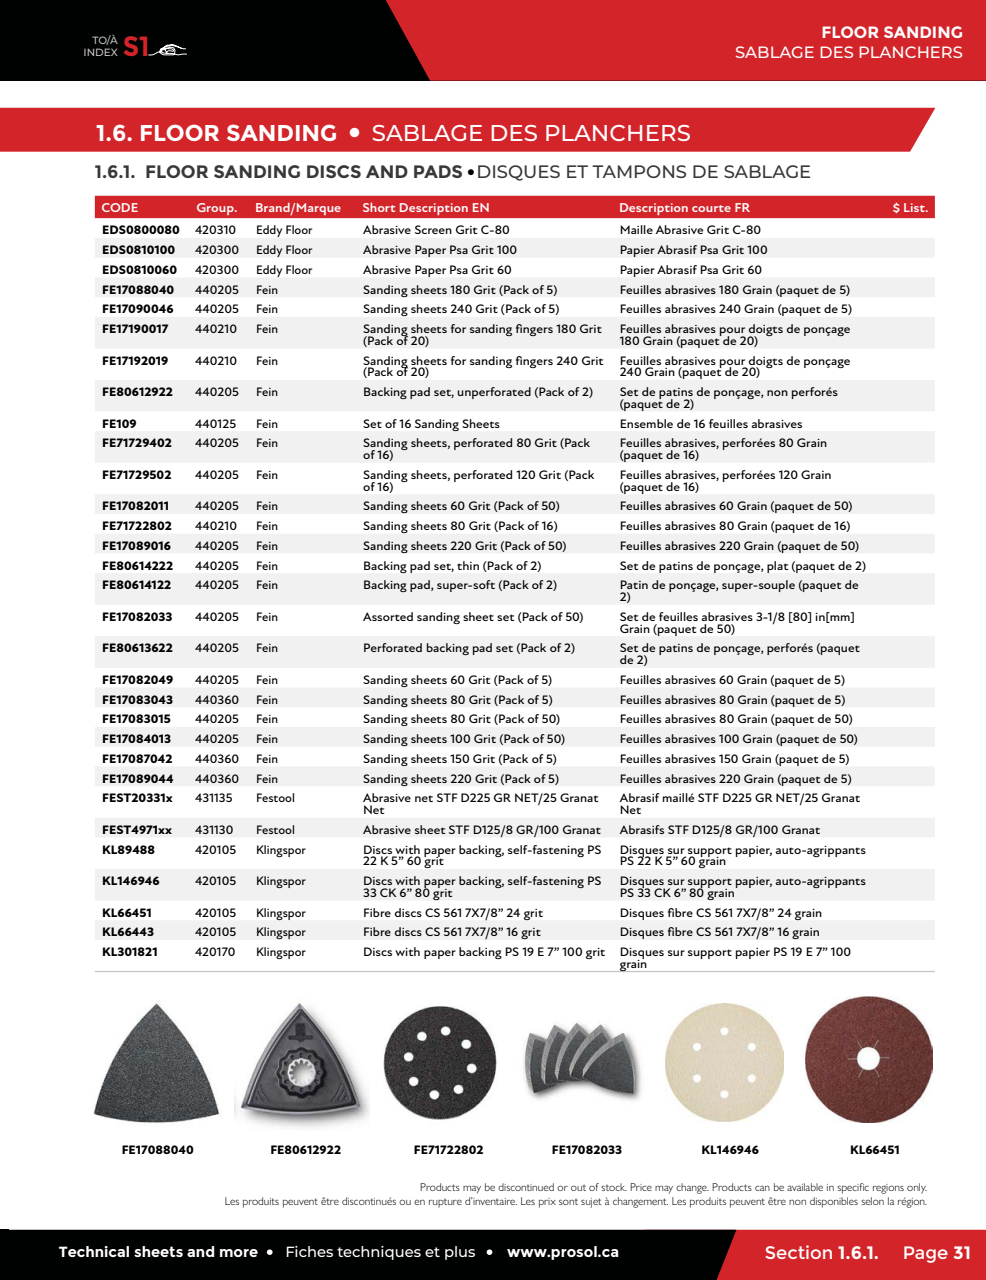 TO/À
INDEX S1
FLOOR SANDING
SABLAGE DES PLANCHERS
1.6. FLOOR SANDING • SABLAGE DES PLANCHERS
1.6.1. FLOOR SANDING DISCS AND PADS • DISQUES ET TAMPONS DE SABLAGE
CODE Group. Brand/Marque Short Description EN Description courte FR $ List.
EDS0800080 420310 Eddy Floor Abrasive Screen Grit C-80 Maille Abrasive Grit C-80
EDS0810100 420300 Eddy Floor Abrasive Paper Psa Grit 100 Papier Abrasif Psa Grit 100
EDS0810060 420300 Eddy Floor Abrasive Paper Psa Grit 60 Papier Abrasif Psa Grit 60
FE17088040 440205 Fein Sanding sheets 180 Grit (Pack of 5) Feuilles abrasives 180 Grain (paquet de 5)
FE17090046 440205 Fein Sanding sheets 240 Grit (Pack of 5) Feuilles abrasives 240 Grain (paquet de 5)
FE17190017 440210 Fein Sanding sheets for sanding fingers 180 Grit Feuilles abrasives pour doigts de ponçage
(Pack of 20) 180 Grain (paquet de 20)
FE17192019 440210 Fein Sanding sheets for sanding fingers 240 Grit Feuilles abrasives pour doigts de ponçage
(Pack of 20) 240 Grain (paquet de 20)
FE80612922 440205 Fein Backing pad set, unperforated (Pack of 2) Set de patins de ponçage, non perforés
(paquet de 2)
FE109 440125 Fein Set of 16 Sanding Sheets Ensemble de 16 feuilles abrasives
FE71729402 440205 Fein Sanding sheets, perforated 80 Grit (Pack Feuilles abrasives, perforées 80 Grain
of 16) (paquet de 16)
FE71729502 440205 Fein Sanding sheets, perforated 120 Grit (Pack Feuilles abrasives, perforées 120 Grain
of 16) (paquet de 16)
FE17082011 440205 Fein Sanding sheets 60 Grit (Pack of 50) Feuilles abrasives 60 Grain (paquet de 50)
FE71722802 440210 Fein Sanding sheets 80 Grit (Pack of 16) Feuilles abrasives 80 Grain (paquet de 16)
FE17089016 440205 Fein Sanding sheets 220 Grit (Pack of 50) Feuilles abrasives 220 Grain (paquet de 50)
FE80614222 440205 Fein Backing pad set, thin (Pack of 2) Set de patins de ponçage, plat (paquet de 2)
FE80614122 440205 Fein Backing pad, super-soft (Pack of 2) Patin de ponçage, super-souple (paquet de
2)
FE17082033 440205 Fein Assorted sanding sheet set (Pack of 50) Set de feuilles abrasives 3-1/8 [80] in[mm]
Grain (paquet de 50)
FE80613622 440205 Fein Perforated backing pad set (Pack of 2) Set de patins de ponçage, perforés (paquet
de 2)
FE17082049 440205 Fein Sanding sheets 60 Grit (Pack of 5) Feuilles abrasives 60 Grain (paquet de 5)
FE17083043 440360 Fein Sanding sheets 80 Grit (Pack of 5) Feuilles abrasives 80 Grain (paquet de 5)
FE17083015 440205 Fein Sanding sheets 80 Grit (Pack of 50) Feuilles abrasives 80 Grain (paquet de 50)
FE17084013 440205 Fein Sanding sheets 100 Grit (Pack of 50) Feuilles abrasives 100 Grain (paquet de 50)
FE17087042 440360 Fein Sanding sheets 150 Grit (Pack of 5) Feuilles abrasives 150 Grain (paquet de 5)
FE17089044 440360 Fein Sanding sheets 220 Grit (Pack of 5) Feuilles abrasives 220 Grain (paquet de 5)
FEST20331x 431135 Festool Abrasive net STF D225 GR NET/25 Granat Abrasif maillé STF D225 GR NET/25 Granat
Net Net
FEST4971xx 431130 Festool Abrasive sheet STF D125/8 GR/100 Granat Abrasifs STF D125/8 GR/100 Granat
KL89488 420105 Klingspor Discs with paper backing, self-fastening PS Disques sur support papier, auto-agrippants
22 K 5” 60 grit PS 22 K 5” 60 grain
KL146946 420105 Klingspor Discs with paper backing, self-fastening PS Disques sur support papier, auto-agrippants
33 CK 6” 80 grit PS 33 CK 6” 80 grain
KL66451 420105 Klingspor Fibre discs CS 561 7X7/8” 24 grit Disques fibre CS 561 7X7/8” 24 grain
KL66443 420105 Klingspor Fibre discs CS 561 7X7/8” 16 grit Disques fibre CS 561 7X7/8” 16 grain
KL301821 420170 Klingspor Discs with paper backing PS 19 E 7” 100 grit Disques sur support papier PS 19 E 7” 100
grain
FE17088040 FE80612922 FE71722802 FE17082033 KL146946 KL66451
Products may be discontinued or out of stock. Price may change. Products can be available in specific regions only.
Les produits peuvent être discontinués ou en rupture d’inventaire. Les prix sont sujet à changement. Les produits peuvent être non disponibles selon la région.
Technical sheets and more • Fiches techniques et plus • www.prosol.ca Section 1.6.1. Page 31